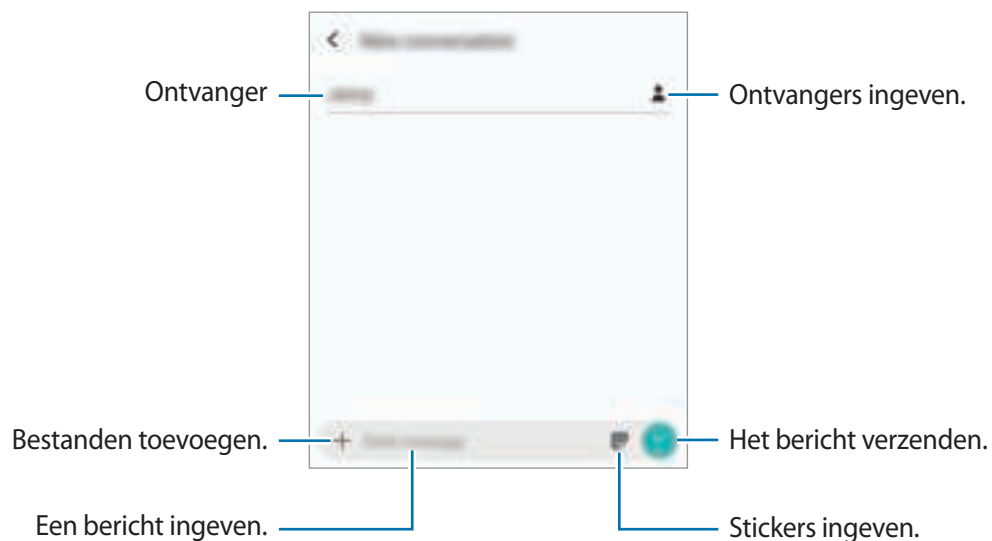 Ontvanger
Ontvangers ingeven.
Bestanden toevoegen.
Het bericht verzenden.
Een bericht ingeven.
Stickers ingeven.